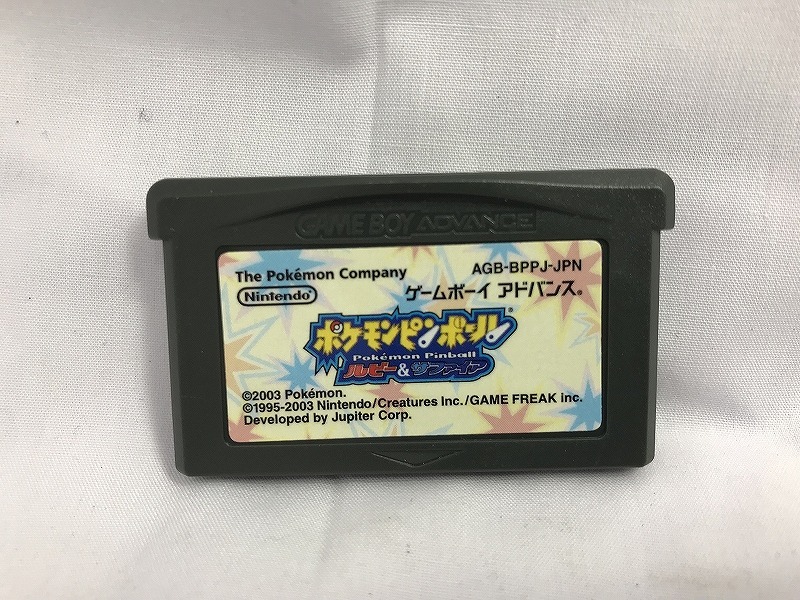 GAME BOY ADVANCE
The Pokémon Company
AGB-BPPJ-JPN
Nintendo
ゲームボーイ アドバンス®
ポケモンピンボール®
Pokémon Pinball
ルビー&サファイア
©2003 Pokémon.
©1995-2003 Nintendo/Creatures Inc./GAME FREAK inc.
Developed by Jupiter Corp.